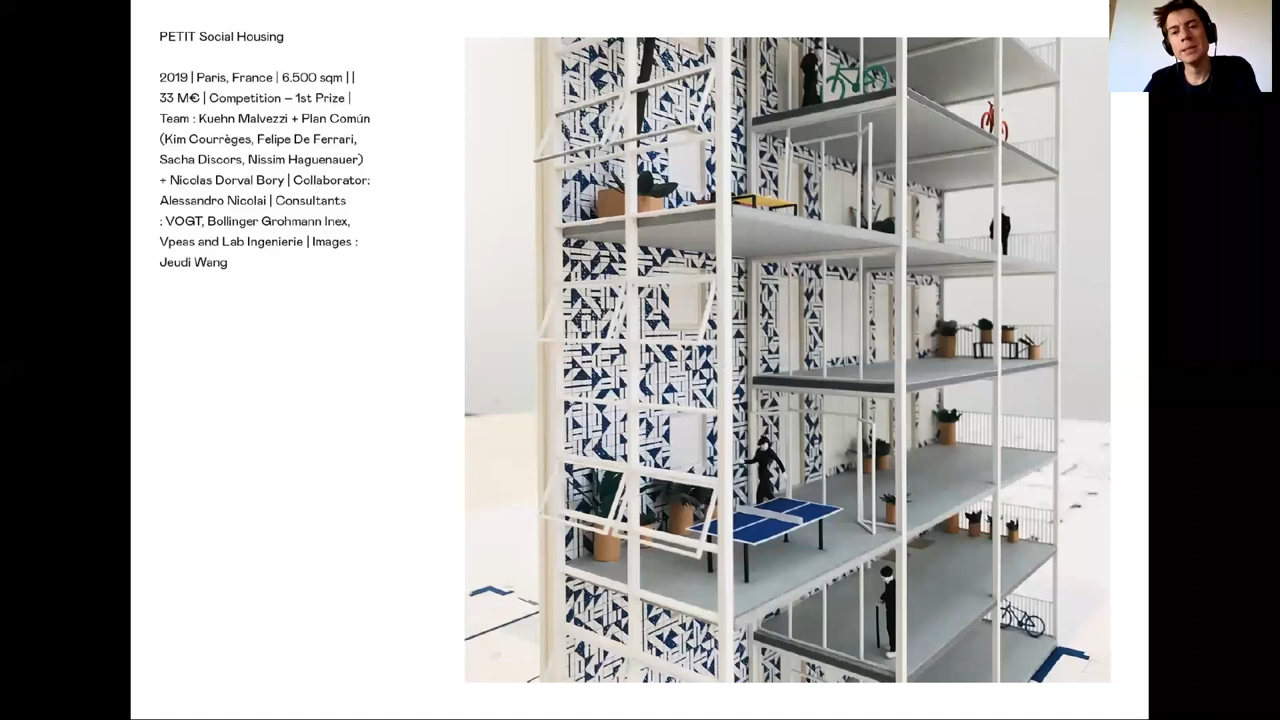 PETIT Social Housing
2019 | Paris, France | 6.500 sqm | |
33 M€ | Competition – 1st Prize |
Team : Kuehn Malvezzi + Plan Común
(Kim Courrèges, Felipe De Ferrari,
Sacha Discors, Nissim Haguenauer)
+ Nicolas Dorval Bory | Collaborator:
Alessandro Nicolai | Consultants
: VOGT, Bollinger Grohmann Inex,
Vpeas and Lab Ingenierie | Images :
Jeudi Wang